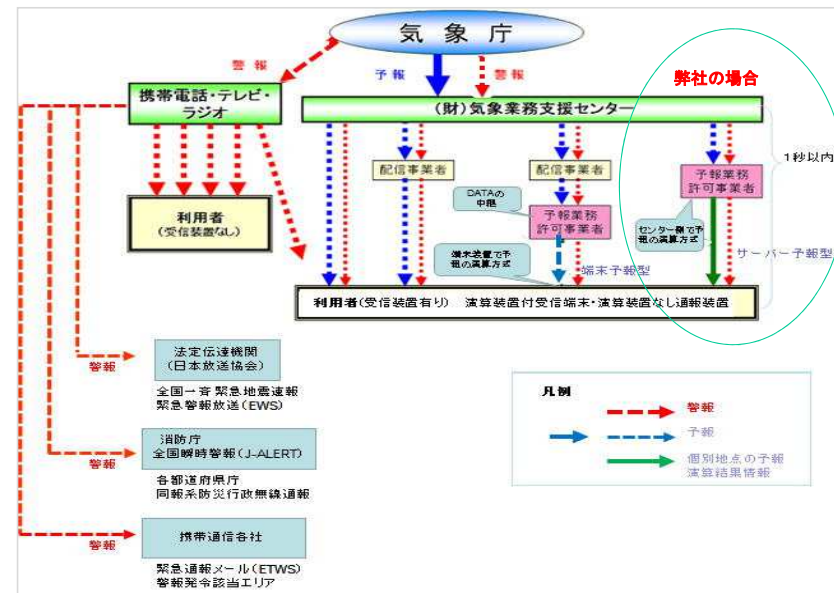 気象庁
警報
予報
警報
弊社の場合
携帯電話・テレビ・
ラジオ
(財)気象業務支援センター
1秒以内
配信事業者
配信事業者
予報業務
許可事業者
DATAの
中継
予報業務
許可事業者
センター側で予
報の演算方式
利用者
(受信装置なし)
端末装置で予
報の演算方式
端末予報型
サーバー予報型
利用者(受信装置有り) 演算装置付受信端末・演算装置なし通報装置
法定伝達機関
(日本放送協会)
警報
全国一斉 緊急地震速報
緊急警報放送(EWS)
消防庁
全国瞬時警報(J-ALERT)
警報
各都道府県庁
同報系防災行政無線通報
携帯通信各社
警報
緊急通報メール(ETWS)
警報発令該当エリア
凡例
警報
予報
個別地点の予報
演算結果情報